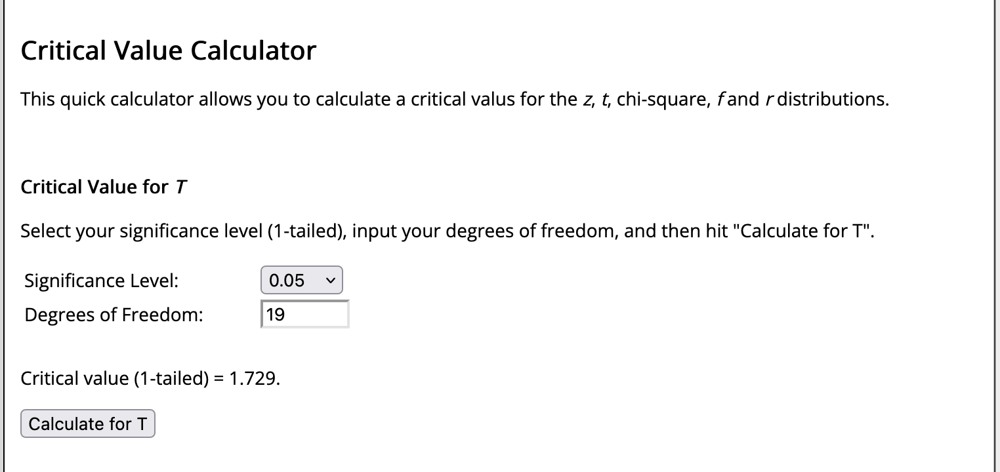 Critical Value Calculator
This quick calculator allows you to calculate a critical valus for the z, t, chi-square, f and r distributions.
Critical Value for T
Select your significance level (1-tailed), input your degrees of freedom, and then hit "Calculate for T".
Significance Level: 0.05
Degrees of Freedom: 19
Critical value (1-tailed) = 1.729.
Calculate for T